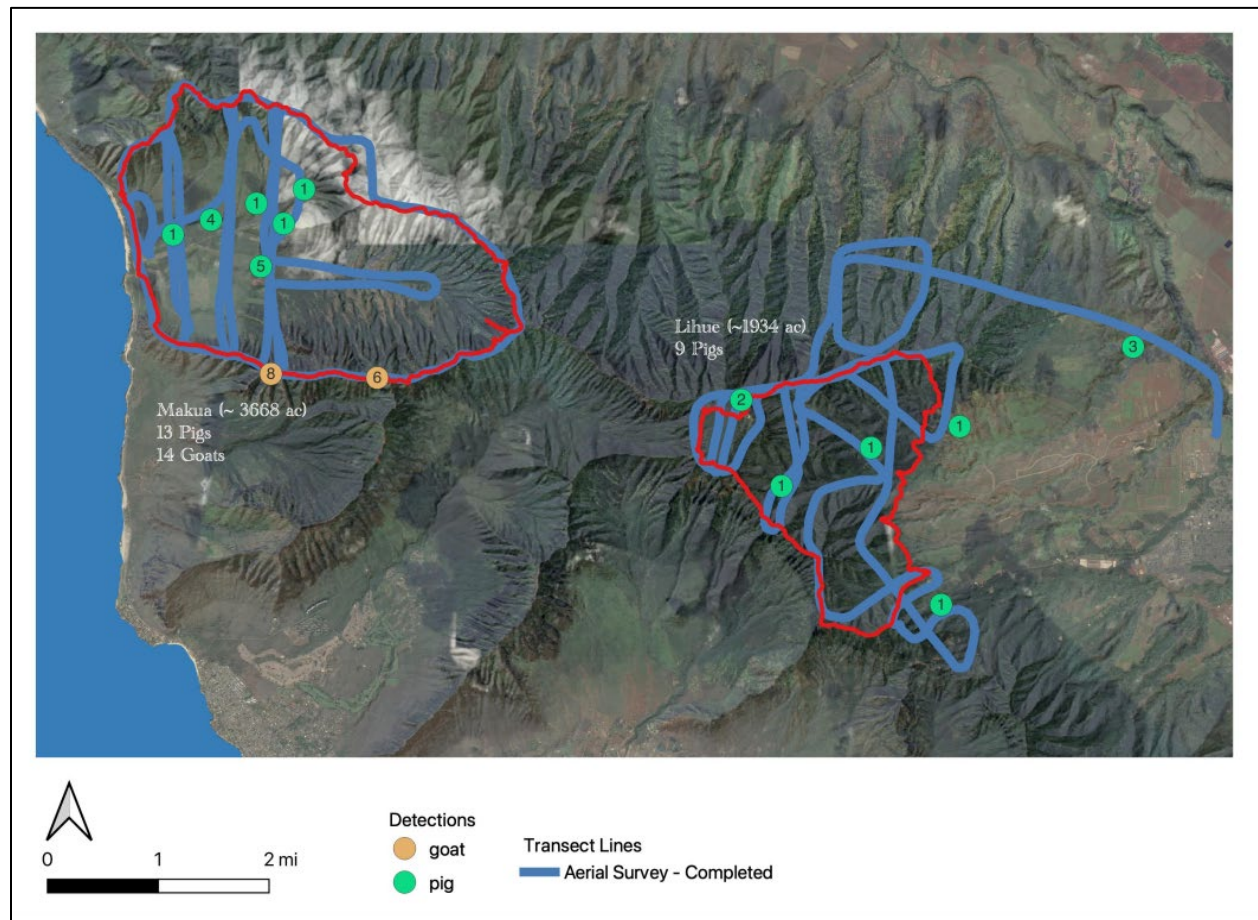 1
1
4
1
1
5
8
6
Makua (~ 3668 ac)
13 Pigs
14 Goats
Lihue (~1934 ac)
9 Pigs
3
2
1
1
1
1
0 1 2 mi
Detections
goat
pig
Transect Lines
Aerial Survey - Completed